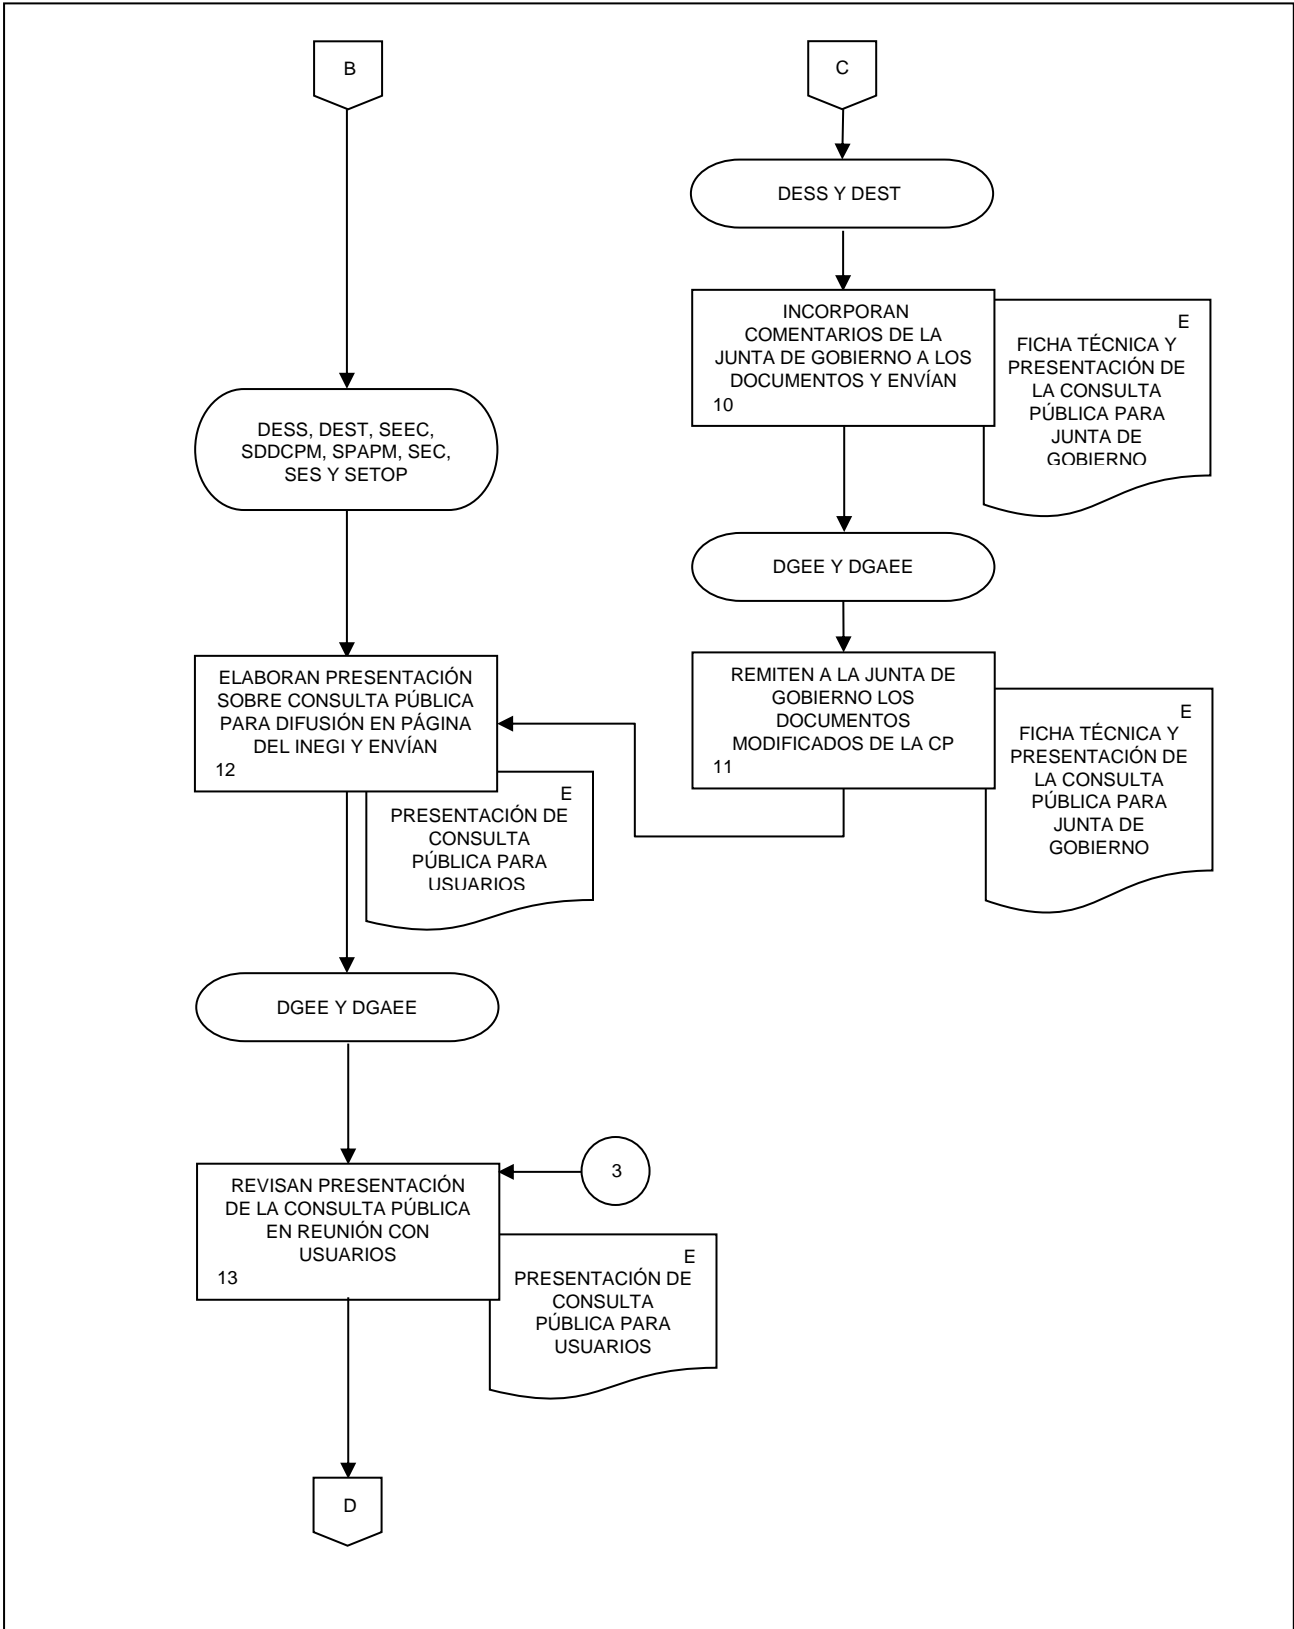 B
C
DESS Y DEST
INCORPORAN
COMENTARIOS DE LA
JUNTA DE GOBIERNO A LOS
DOCUMENTOS Y ENVÍAN
10
E
FICHA TÉCNICA Y
PRESENTACIÓN DE
LA CONSULTA
PÚBLICA PARA
JUNTA DE
GOBIERNO
DESS, DEST, SEEC,
SDDCPM, SPAPM, SEC,
SES Y SETOP
DGEE Y DGAEE
ELABORAN PRESENTACIÓN
SOBRE CONSULTA PÚBLICA
PARA DIFUSIÓN EN PÁGINA
DEL INEGI Y ENVÍAN
12
E
PRESENTACIÓN DE
CONSULTA
PÚBLICA PARA
USUARIOS
REMITEN A LA JUNTA DE
GOBIERNO LOS
DOCUMENTOS
MODIFICADOS DE LA CP
11
E
FICHA TÉCNICA Y
PRESENTACIÓN DE
LA CONSULTA
PÚBLICA PARA
JUNTA DE
GOBIERNO
DGEE Y DGAEE
3
REVISAN PRESENTACIÓN
DE LA CONSULTA PÚBLICA
EN REUNIÓN CON
USUARIOS
13
E
PRESENTACIÓN DE
CONSULTA
PÚBLICA PARA
USUARIOS
D